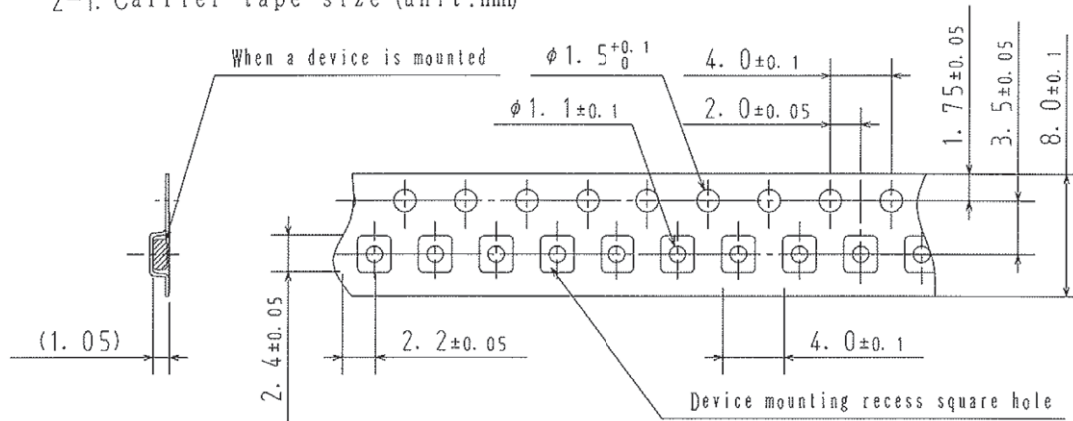 2-1. Carrier tape size (unit:mm)
When a device is mounted
φ1. 5+0. 1 0
4. 0±0. 1
φ1. 1±0. 1
2. 0±0. 05
1. 75±0. 05
3. 5±0. 05
8. 0±0. 1
(1. 05)
2. 4±0. 05
2. 2±0. 05
4. 0±0. 1
Device mounting recess square hole